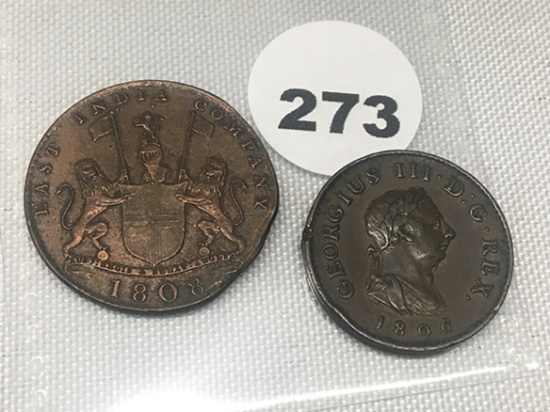 EAST INDIA COMPANY
1808
273
GEORGIUS III · D : G · REX .
1806